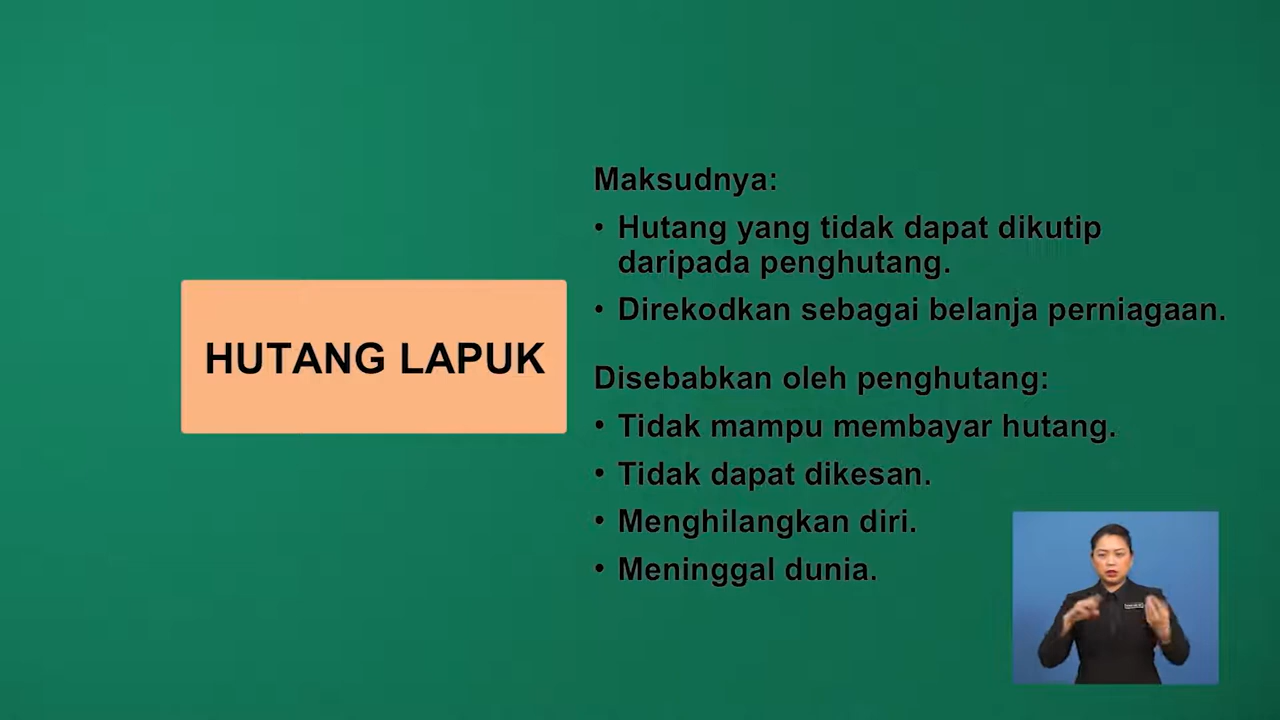 HUTANG LAPUK
Maksudnya:
• Hutang yang tidak dapat dikutip
daripada penghutang.
• Direkodkan sebagai belanja perniagaan.
Disebabkan oleh penghutang:
• Tidak mampu membayar hutang.
• Tidak dapat dikesan.
• Menghilangkan diri.
• Meninggal dunia.